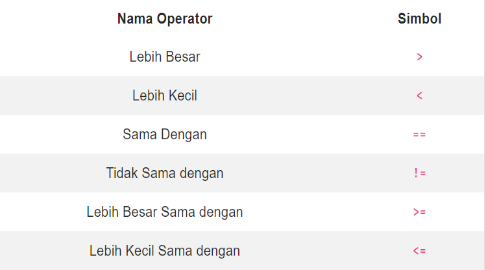 Nama Operator Simbol
Lebih Besar >
Lebih Kecil <
Sama Dengan ==
Tidak Sama dengan !=
Lebih Besar Sama dengan >=
Lebih Kecil Sama dengan <=